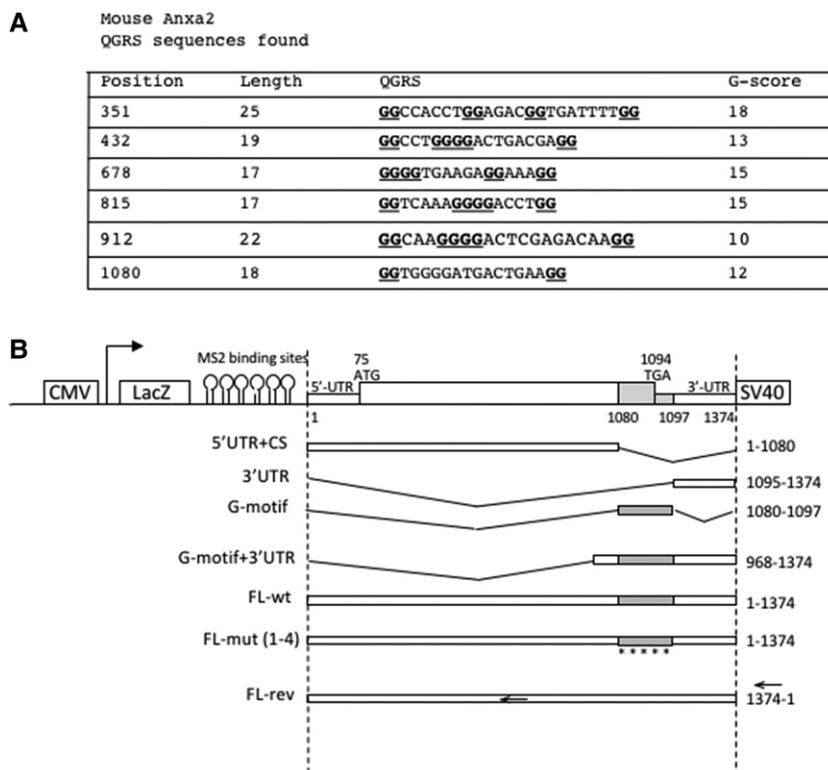 A
Mouse Anxa2
QGRS sequences found
Position Length QGRS G-score
351 25 GGCCACCTGGAGACGGTGATTTTGG 18
432 19 GGCCTGGGGACTGACGAGG 13
678 17 GGGGTGAAGAGGAAAGG 15
815 17 GGTCAAAGGGGACCTGG 15
912 22 GGCAAGGGGACTCGAGACAAGG 10
1080 18 GGTGGGGATGACTGAAGG 12
B
CMV LacZ MS2 binding sites 5'-UTR 75 ATG 1094 TGA 3'-UTR SV40
1 1080 1097 1374
5'UTR+CS 1-1080
3'UTR 1095-1374
G-motif 1080-1097
G-motif+3'UTR 968-1374
FL-wt 1-1374
FL-mut (1-4) 1-1374
* * * * *
FL-rev 1374-1